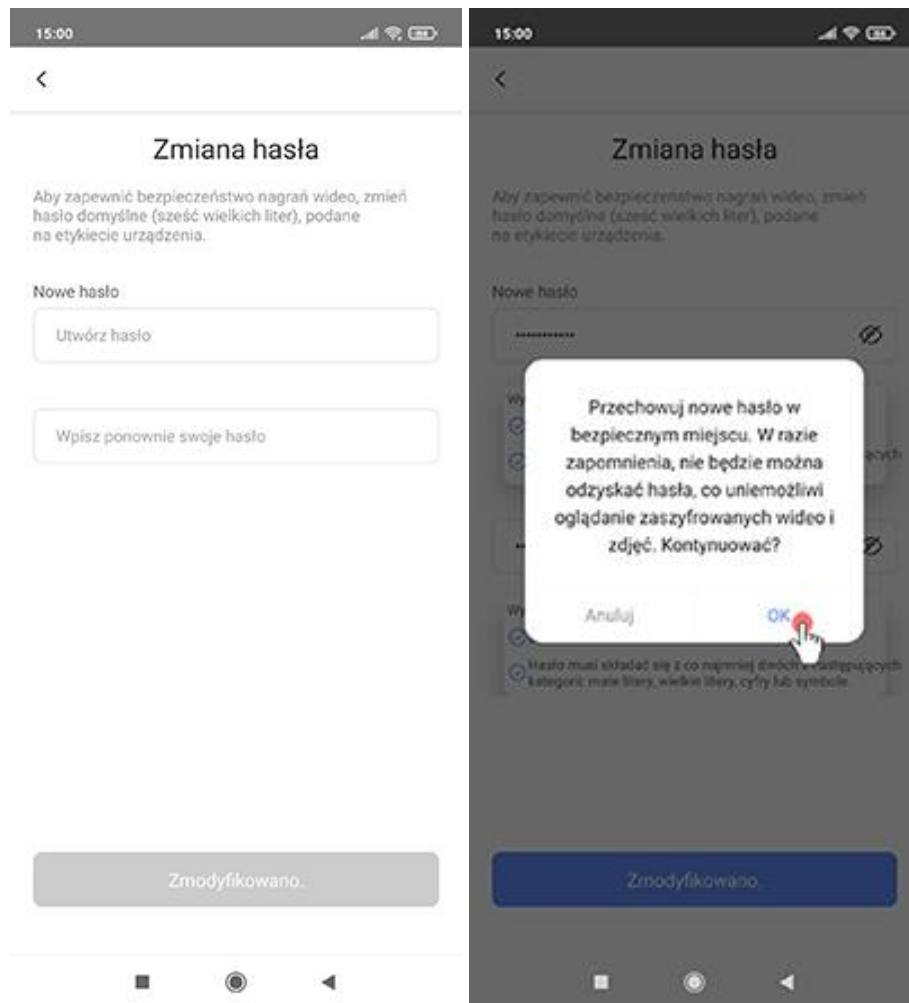 15:00
Zmiana hasła
Aby zapewnić bezpieczeństwo nagrań wideo, zmień
hasło domyślne (sześć wielkich liter), podane
na etykiecie urządzenia.
Nowe hasło
Utwórz hasło
Wpisz ponownie swoje hasło
Zmodyfikowano.
15:00
Zmiana hasła
Aby zapewnić bezpieczeństwo nagrań wideo, zmień
hasło domyślne (sześć wielkich liter), podane
na etykiecie urządzenia.
Nowe hasło
Przechowuj nowe hasło w
bezpiecznym miejscu. W razie
zapomnienia, nie będzie można
odzyskać hasła, co uniemożliwi
oglądanie zaszyfrowanych wideo i
zdjęć. Kontynuować?
Anuluj OK
Hasło musi składać się z co najmniej dwóch z następujących
kategorii: małe litery, wielkie litery, cyfry lub symbole.
Zmodyfikowano.